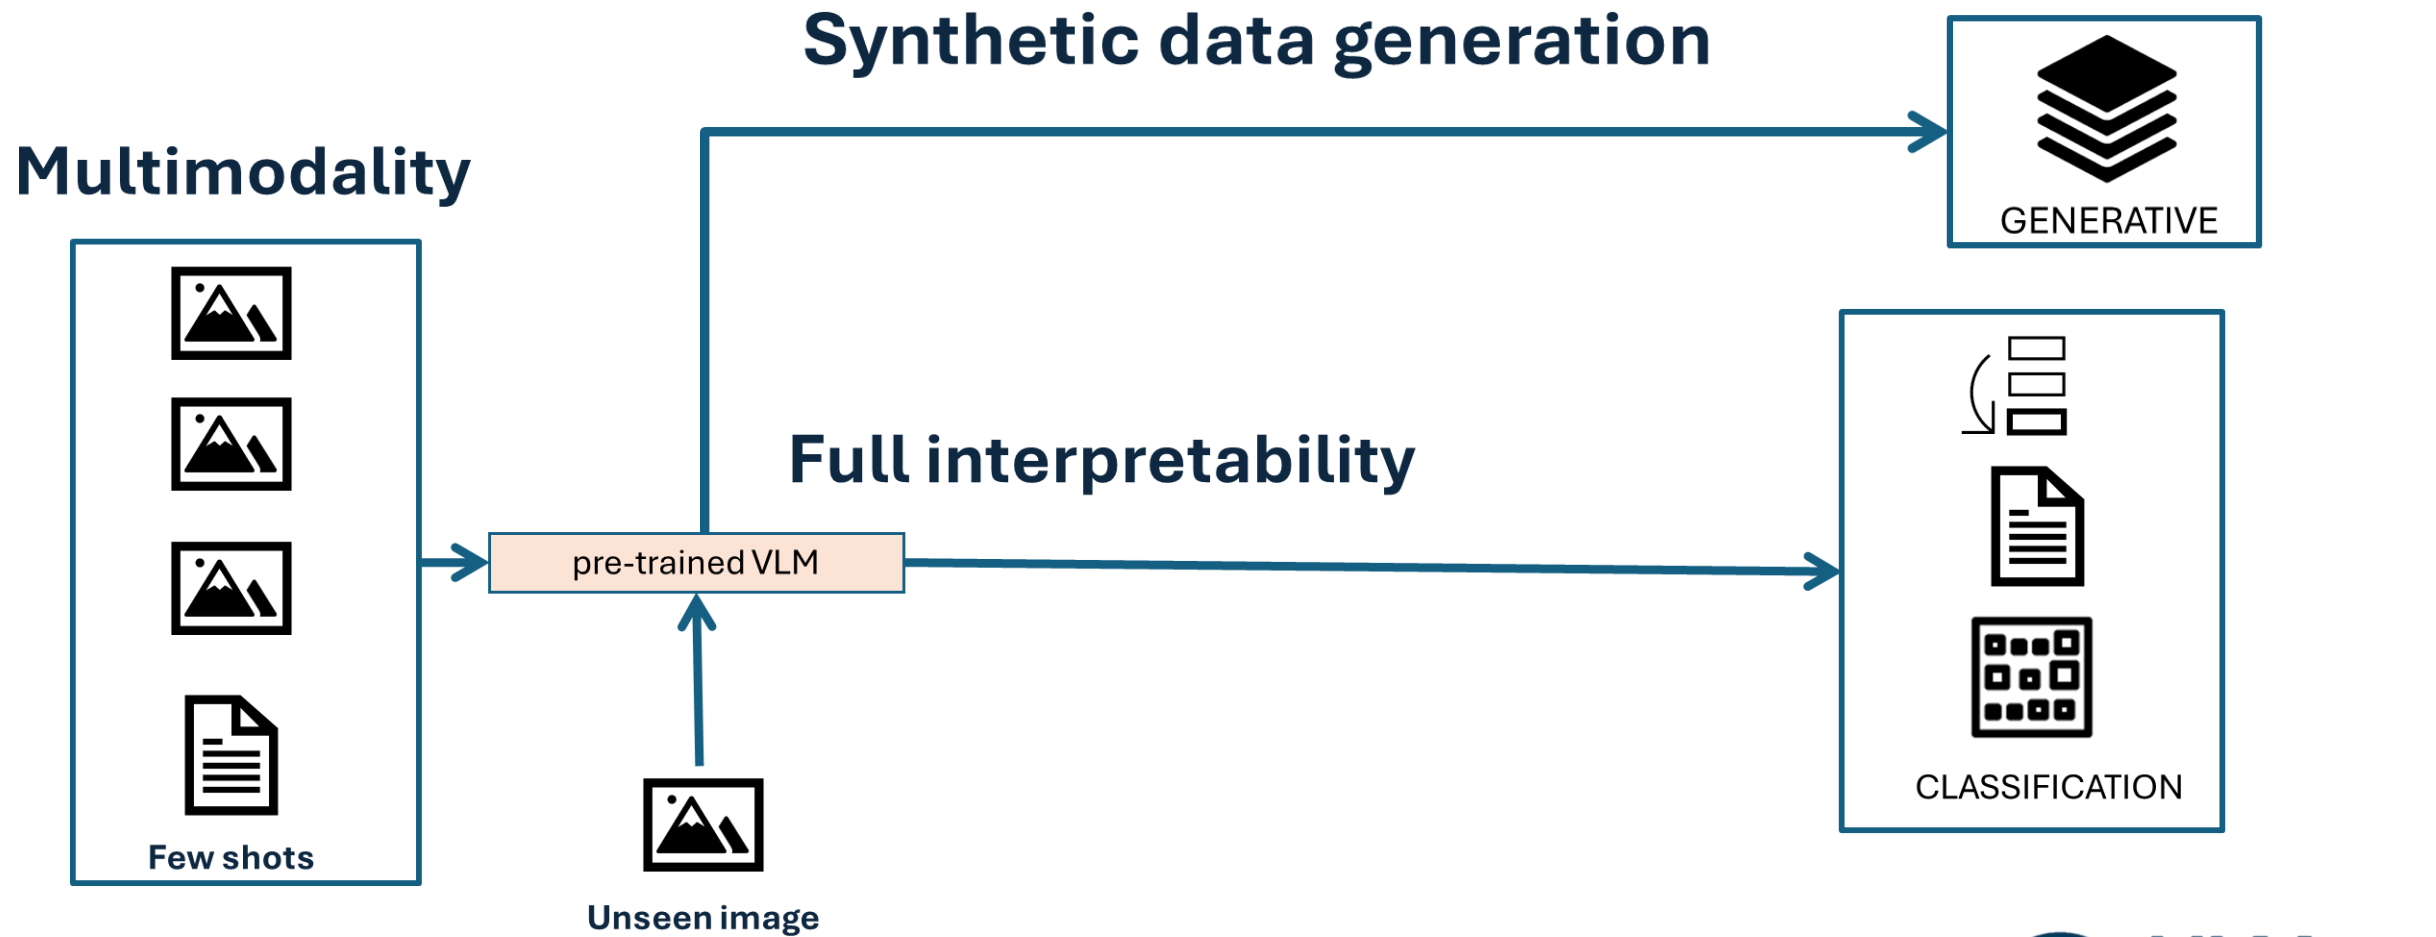 Synthetic data generation
Multimodality
GENERATIVE
Full interpretability
pre-trained VLM
CLASSIFICATION
Few shots
Unseen image